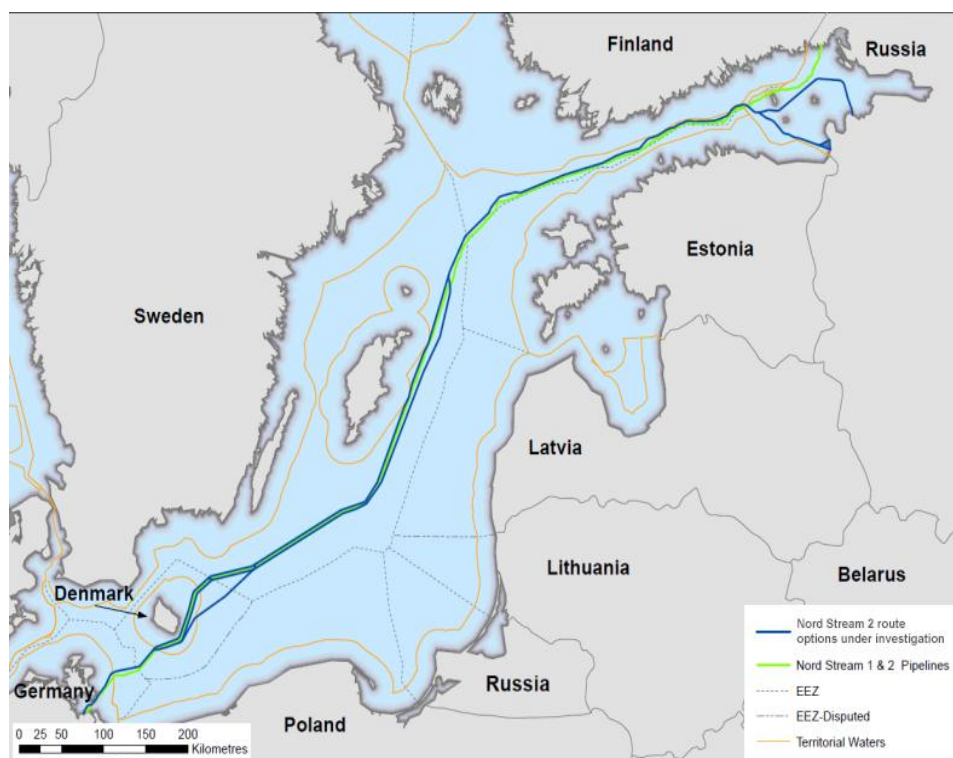 Finland
Russia
Estonia
Sweden
Latvia
Lithuania
Denmark
Belarus
Germany
Russia
Poland
0 25 50 100 150 200
Kilometres
Nord Stream 2 route
options under investigation
Nord Stream 1 & 2 Pipelines
EEZ
EEZ-Disputed
Territorial Waters